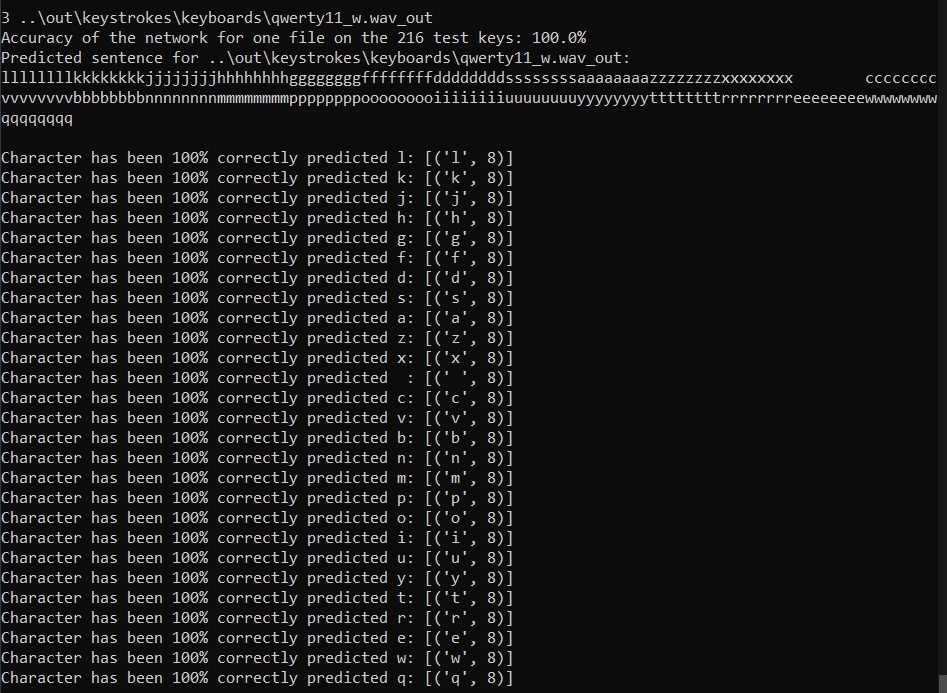 3 ..\out\keystrokes\keyboards\qwerty11_w.wav_out
Accuracy of the network for one file on the 216 test keys: 100.0%
Predicted sentence for ..\out\keystrokes\keyboards\qwerty11_w.wav_out:
llllllllkkkkkkkkjjjjjjjjhhhhhhhhggggggggffffffffddddddddssssssssaaaaaaaazzzzzzzzxxxxxxxx        cccccccc
vvvvvvvvbbbbbbbbnnnnnnnnmmmmmmmmppppppppooooooooiiiiiiiiuuuuuuuuyyyyyyyyttttttttrrrrrrrreeeeeeeewwwwwwww
qqqqqqqq
Character has been 100% correctly predicted l: [('l', 8)]
Character has been 100% correctly predicted k: [('k', 8)]
Character has been 100% correctly predicted j: [('j', 8)]
Character has been 100% correctly predicted h: [('h', 8)]
Character has been 100% correctly predicted g: [('g', 8)]
Character has been 100% correctly predicted f: [('f', 8)]
Character has been 100% correctly predicted d: [('d', 8)]
Character has been 100% correctly predicted s: [('s', 8)]
Character has been 100% correctly predicted a: [('a', 8)]
Character has been 100% correctly predicted z: [('z', 8)]
Character has been 100% correctly predicted x: [('x', 8)]
Character has been 100% correctly predicted  : [(' ', 8)]
Character has been 100% correctly predicted c: [('c', 8)]
Character has been 100% correctly predicted v: [('v', 8)]
Character has been 100% correctly predicted b: [('b', 8)]
Character has been 100% correctly predicted n: [('n', 8)]
Character has been 100% correctly predicted m: [('m', 8)]
Character has been 100% correctly predicted p: [('p', 8)]
Character has been 100% correctly predicted o: [('o', 8)]
Character has been 100% correctly predicted i: [('i', 8)]
Character has been 100% correctly predicted u: [('u', 8)]
Character has been 100% correctly predicted y: [('y', 8)]
Character has been 100% correctly predicted t: [('t', 8)]
Character has been 100% correctly predicted r: [('r', 8)]
Character has been 100% correctly predicted e: [('e', 8)]
Character has been 100% correctly predicted w: [('w', 8)]
Character has been 100% correctly predicted q: [('q', 8)]